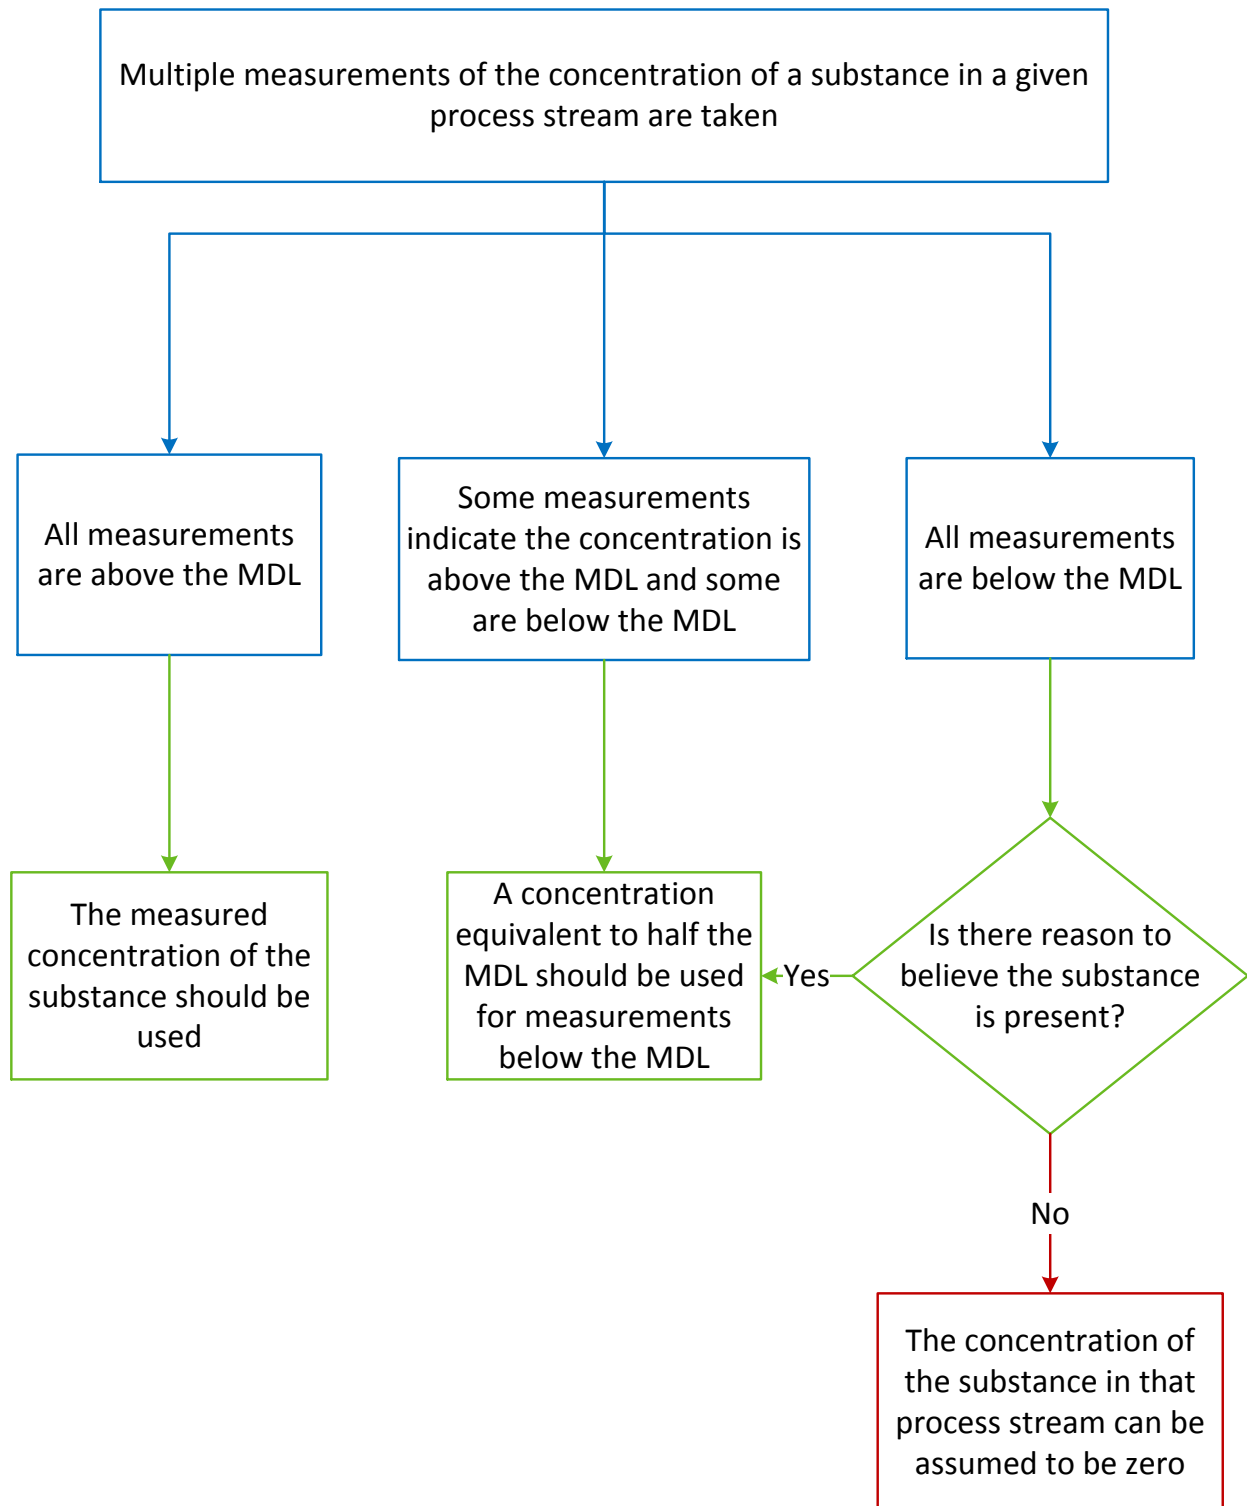 Multiple measurements of the concentration of a substance in a given
process stream are taken
All measurements
are above the MDL
Some measurements
indicate the concentration is
above the MDL and some
are below the MDL
All measurements
are below the MDL
The measured
concentration of the
substance should be
used
A concentration
equivalent to half the
MDL should be used
for measurements
below the MDL
Yes
Is there reason to
believe the substance
is present?
No
The concentration of
the substance in that
process stream can be
assumed to be zero